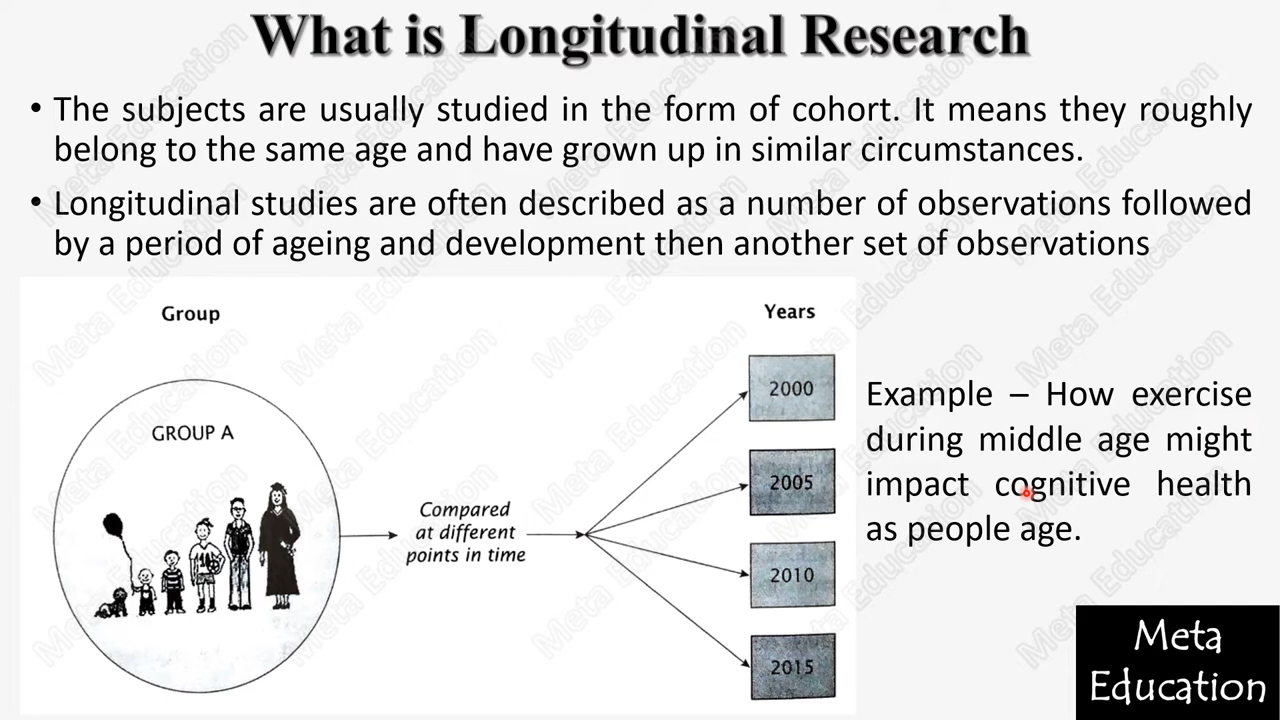 What is Longitudinal Research
• The subjects are usually studied in the form of cohort. It means they roughly
belong to the same age and have grown up in similar circumstances.
• Longitudinal studies are often described as a number of observations followed
by a period of ageing and development then another set of observations
Group
GROUP A
Compared
at different
points in time
Years
2000
2005
2010
2015
Example – How exercise
during middle age might
impact cognitive health
as people age.
Meta
Education